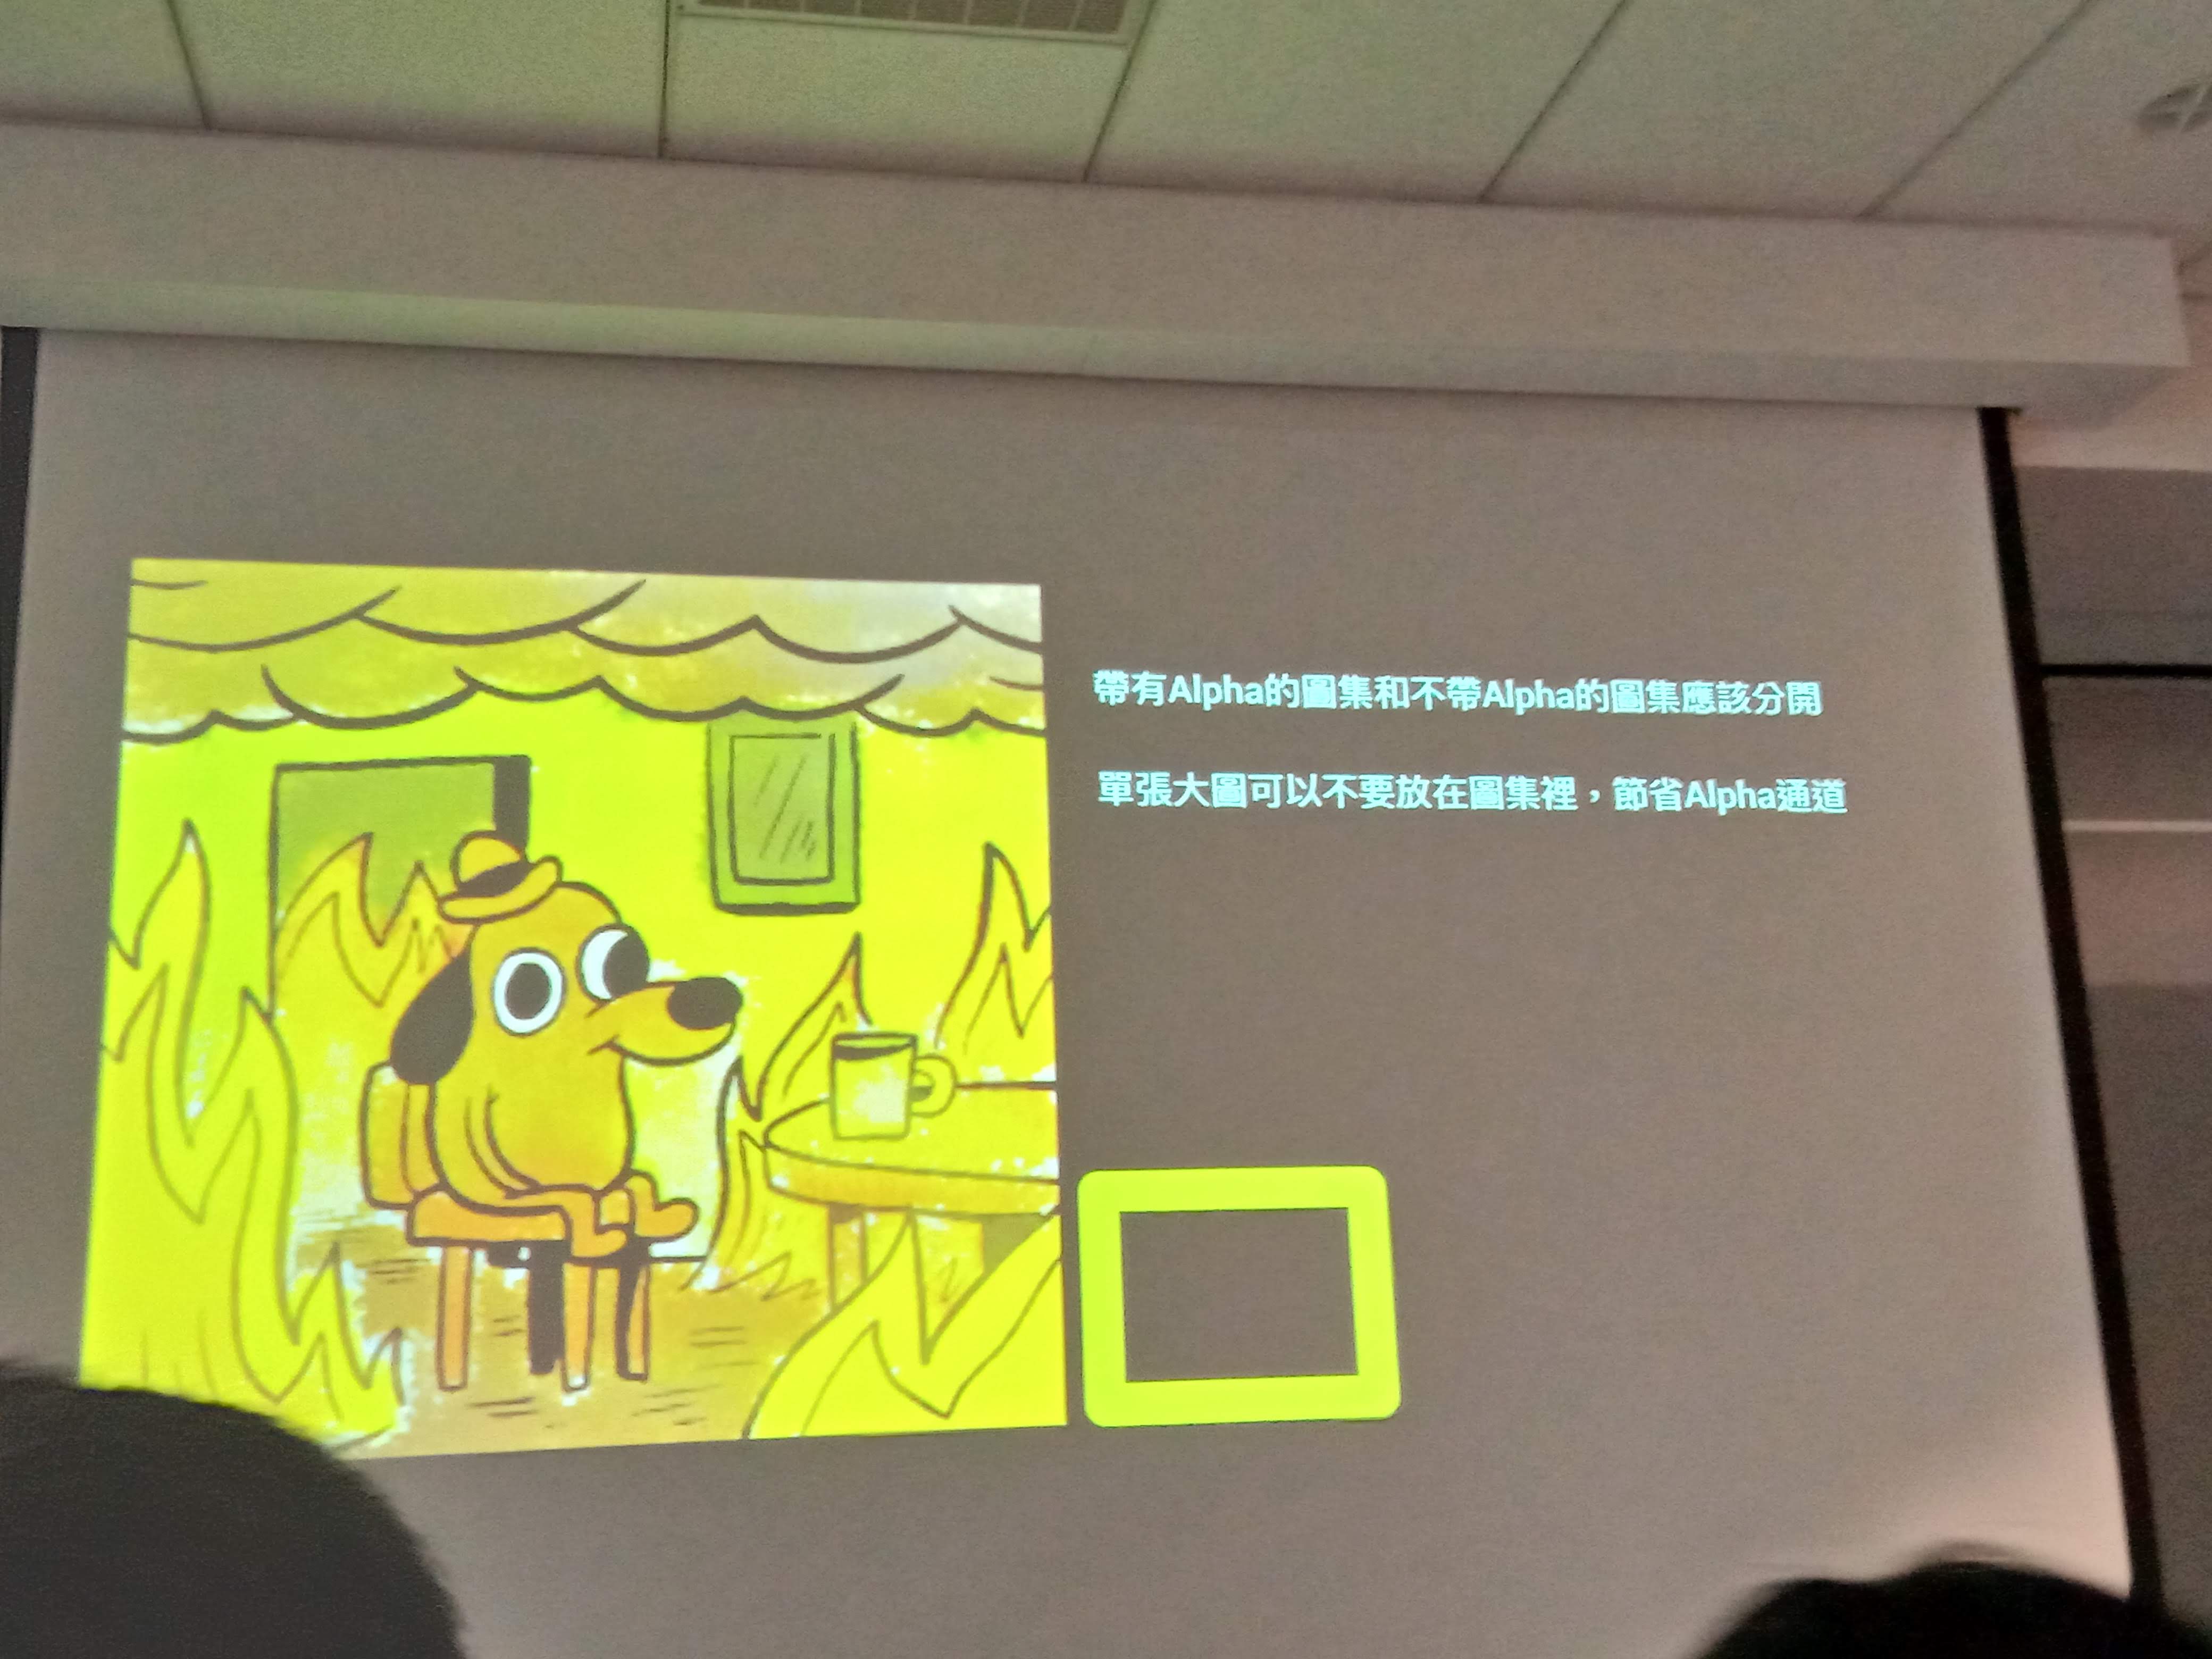 帶有Alpha的圖集和不帶Alpha的圖集應該分開
單張大圖可以不要放在圖集裡，節省Alpha通道